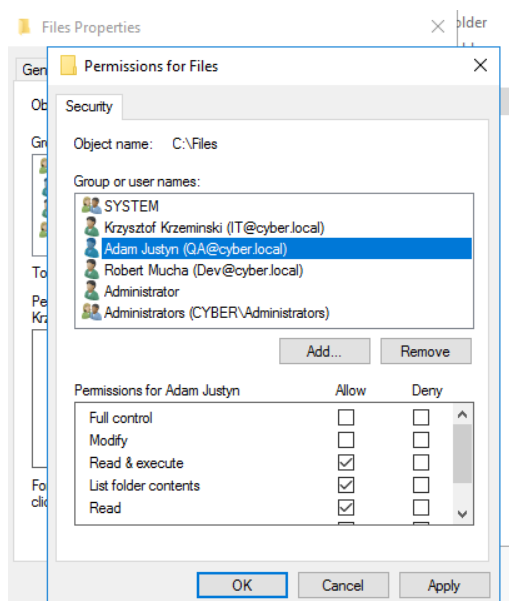 Files Properties
older
Permissions for Files
Gen
Security
Ob
Object name: C:\Files
Gr
Group or user names:
SYSTEM
Krzysztof Krzeminski (IT@cyber.local)
Adam Justyn (QA@cyber.local)
Robert Mucha (Dev@cyber.local)
To
Administrator
Pe
Administrators (CYBER\Administrators)
Krz
Add... Remove
Permissions for Adam Justyn Allow Deny
Full control
Modify
Read & execute
Fo
List folder contents
clic
Read
OK Cancel Apply